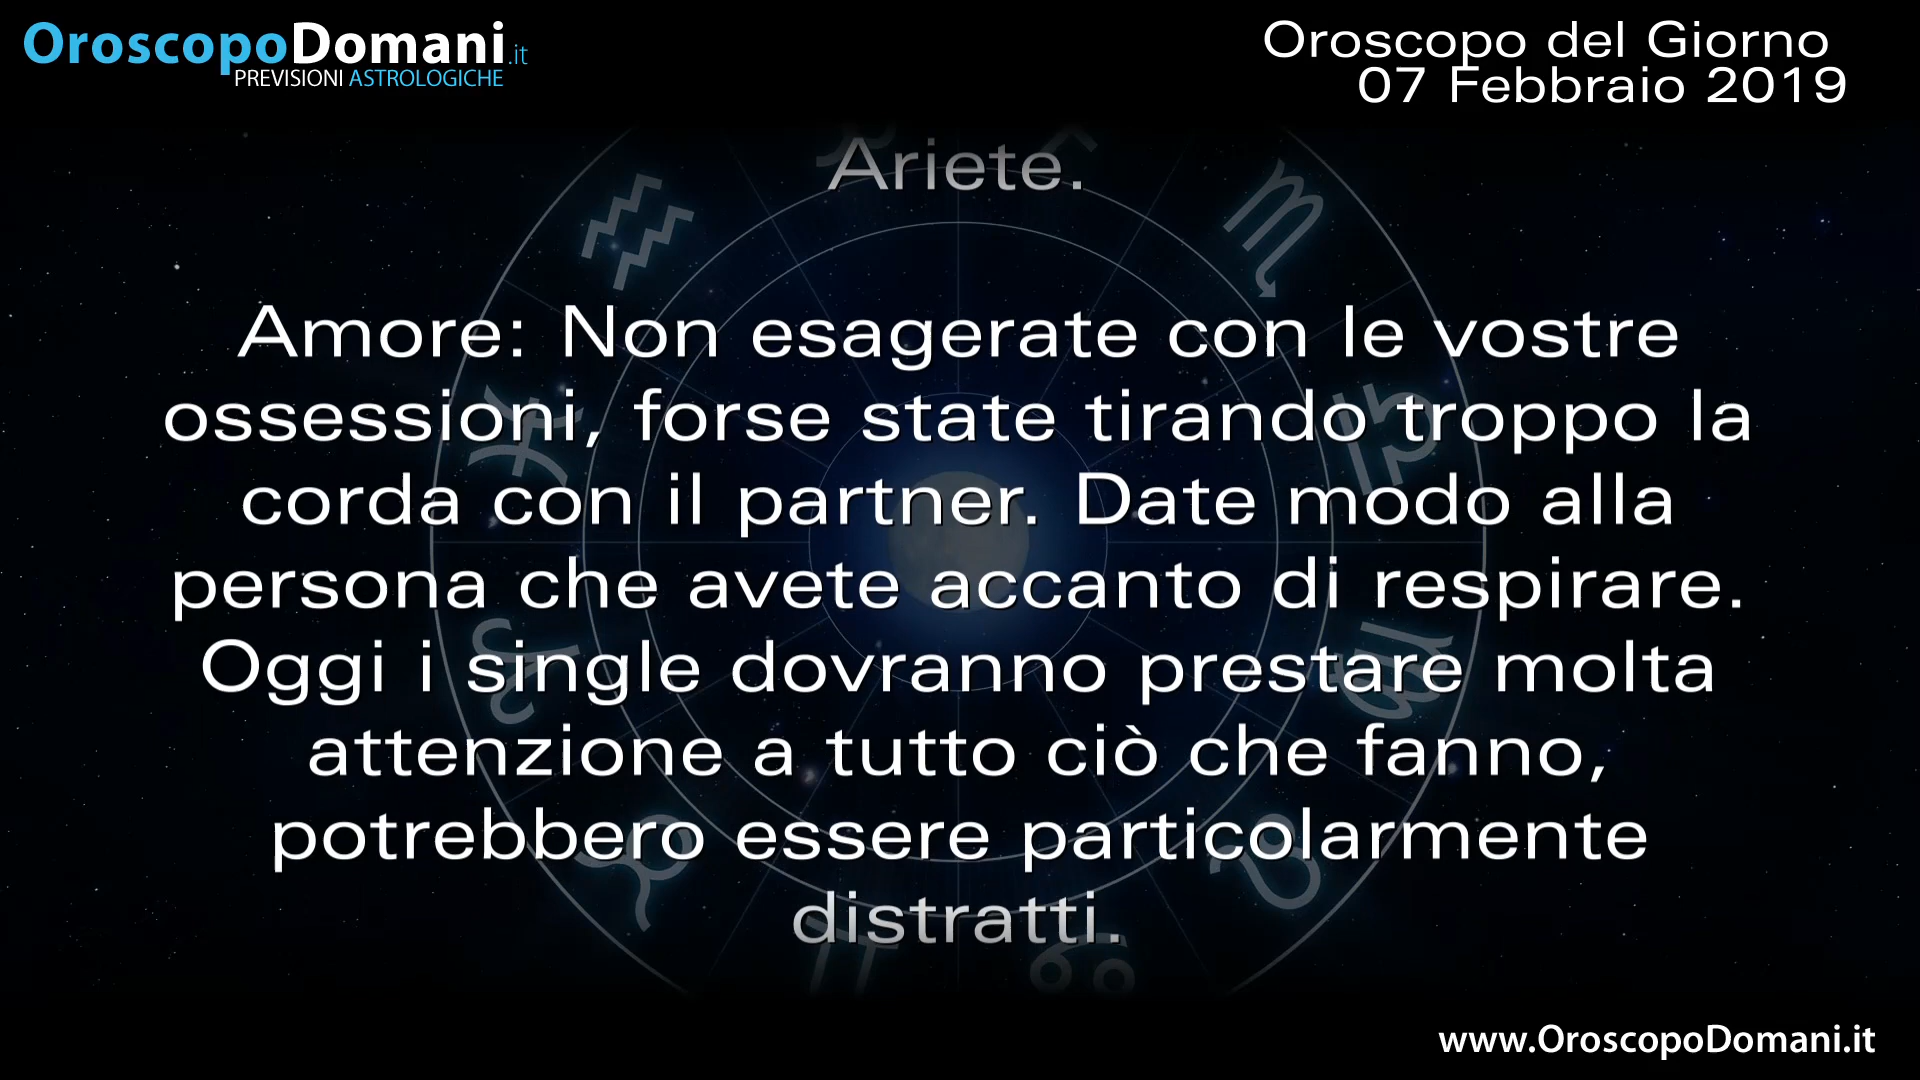 OroscopoDomani.it
PREVISIONI ASTROLOGICHE
Oroscopo del Giorno
07 Febbraio 2019
Ariete.
Amore: Non esagerate con le vostre
ossessioni, forse state tirando troppo la
corda con il partner. Date modo alla
persona che avete accanto di respirare.
Oggi i single dovranno prestare molta
attenzione a tutto ciò che fanno,
potrebbero essere particolarmente
distratti.
www.OroscopoDomani.it